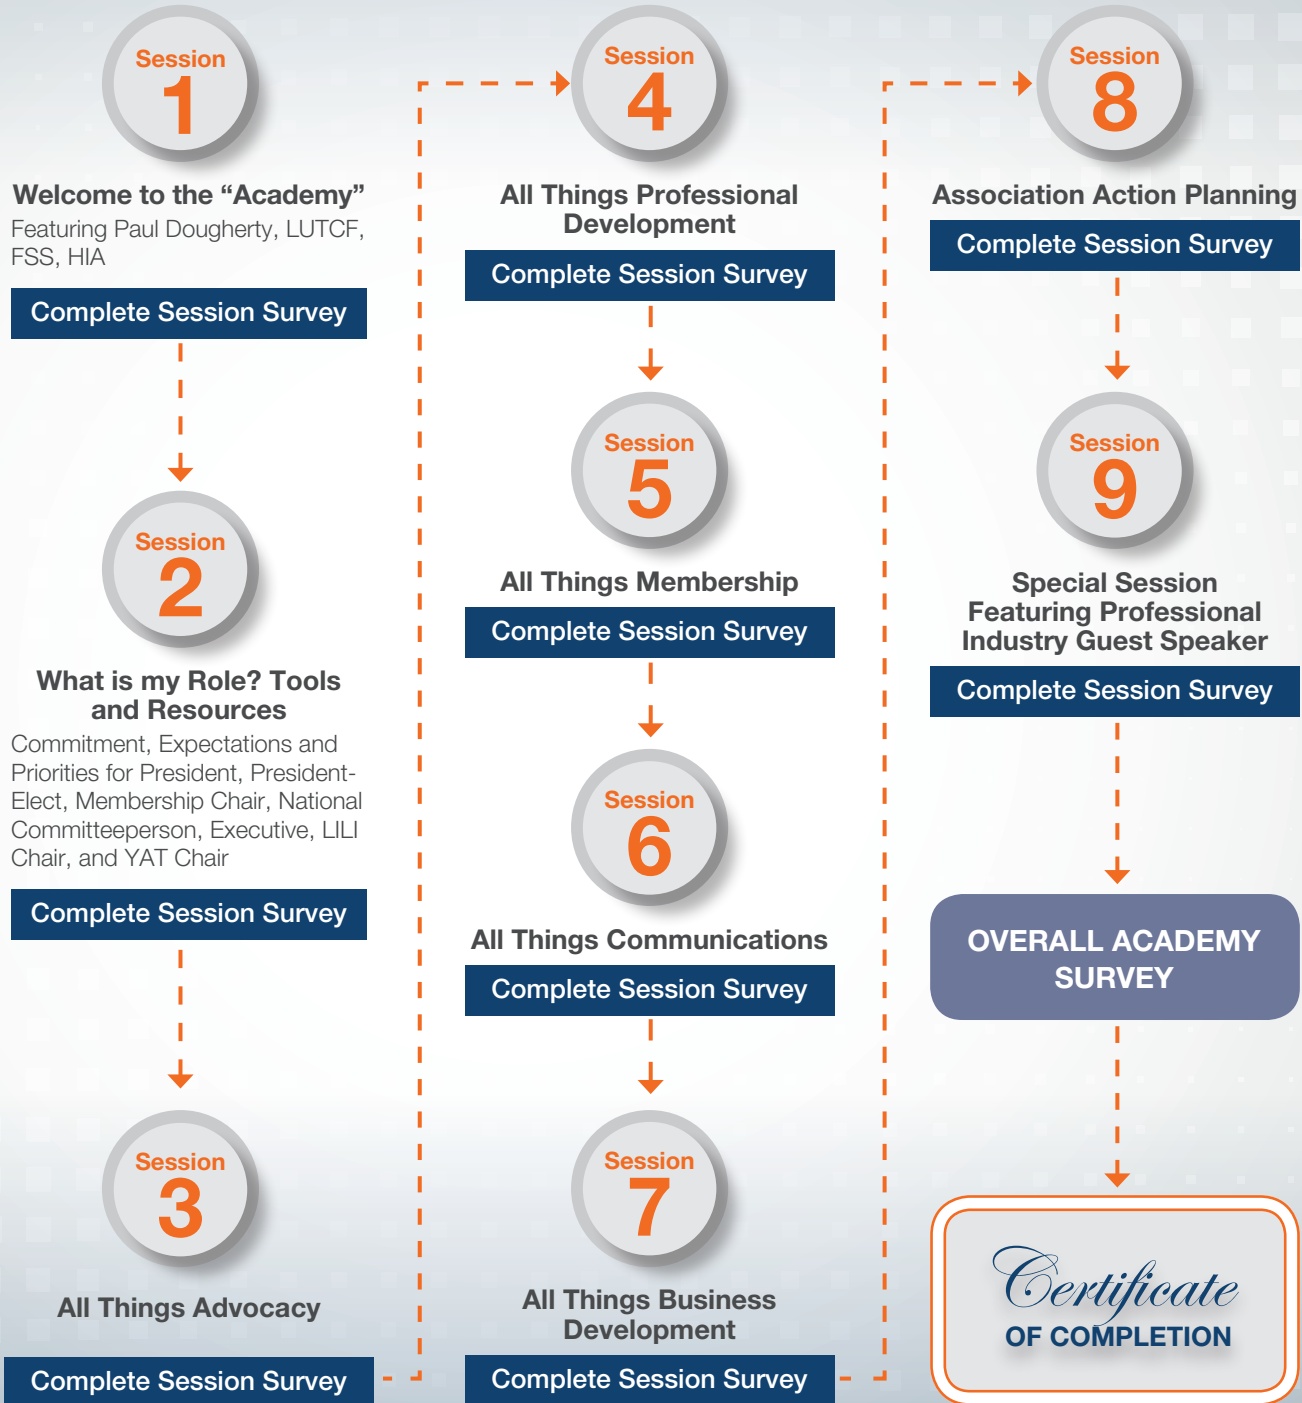 Session
1
Welcome to the “Academy”
Featuring Paul Dougherty, LUTCF,
FSS, HIA
Complete Session Survey
Session
2
What is my Role? Tools
and Resources
Commitment, Expectations and
Priorities for President, President-
Elect, Membership Chair, National
Committeeperson, Executive, LILI
Chair, and YAT Chair
Complete Session Survey
Session
3
All Things Advocacy
Complete Session Survey
Session
4
All Things Professional
Development
Complete Session Survey
Session
5
All Things Membership
Complete Session Survey
Session
6
All Things Communications
Complete Session Survey
Session
7
All Things Business
Development
Complete Session Survey
Session
8
Association Action Planning
Complete Session Survey
Session
9
Special Session
Featuring Professional
Industry Guest Speaker
Complete Session Survey
OVERALL ACADEMY
SURVEY
Certificate
OF COMPLETION